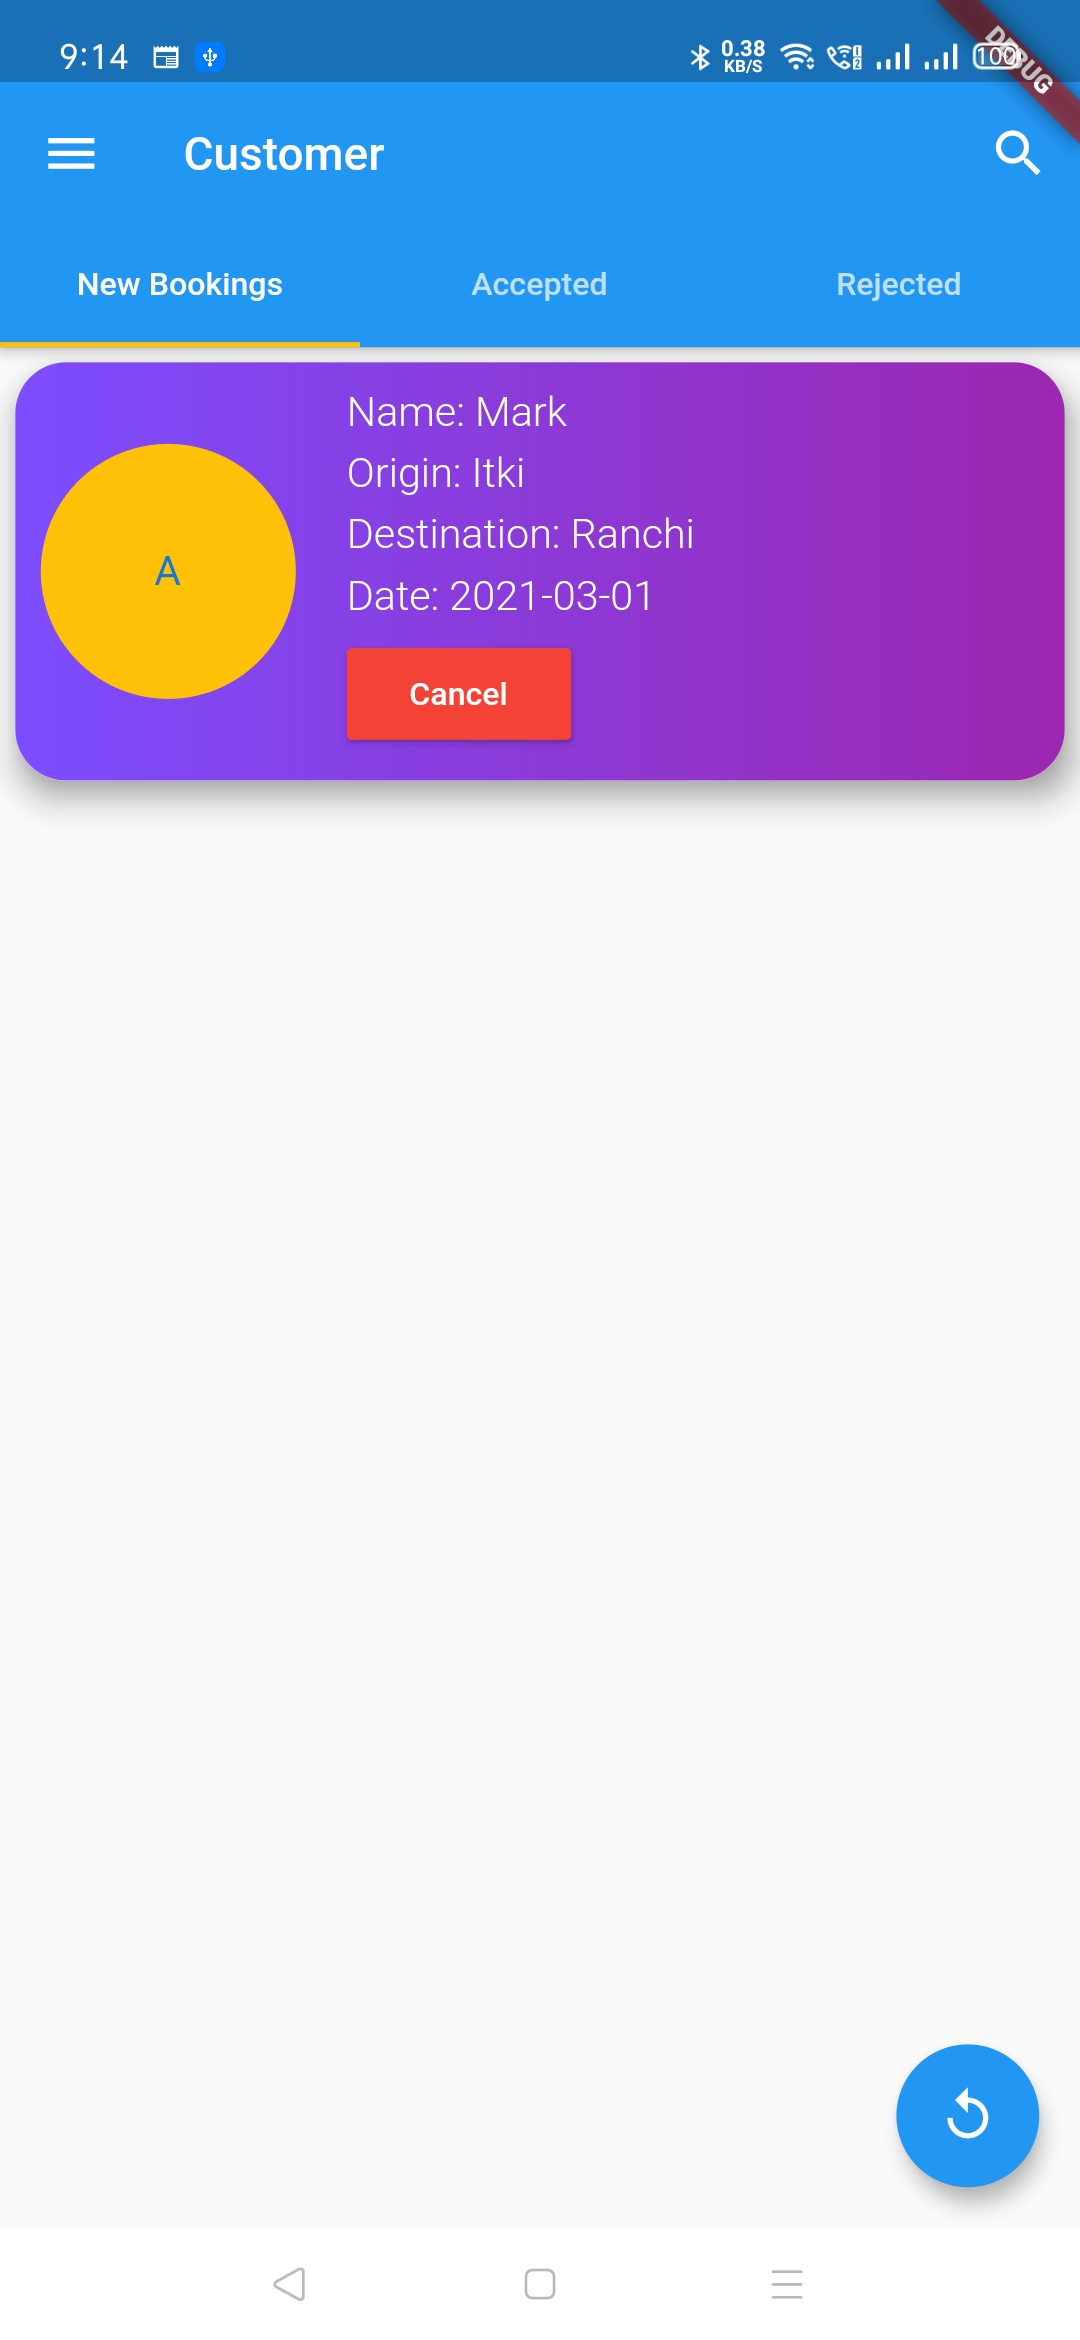 9:14
0.38
KB/S
100
DEBUG
Customer
New Bookings Accepted Rejected
Name: Mark
Origin: Itki
Destination: Ranchi
Date: 2021-03-01
A
Cancel